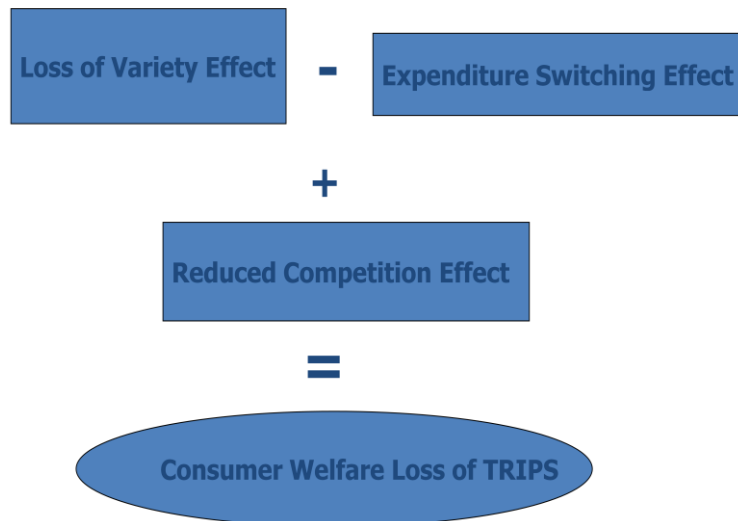 Loss of Variety Effect - Expenditure Switching Effect
+
Reduced Competition Effect
=
Consumer Welfare Loss of TRIPS